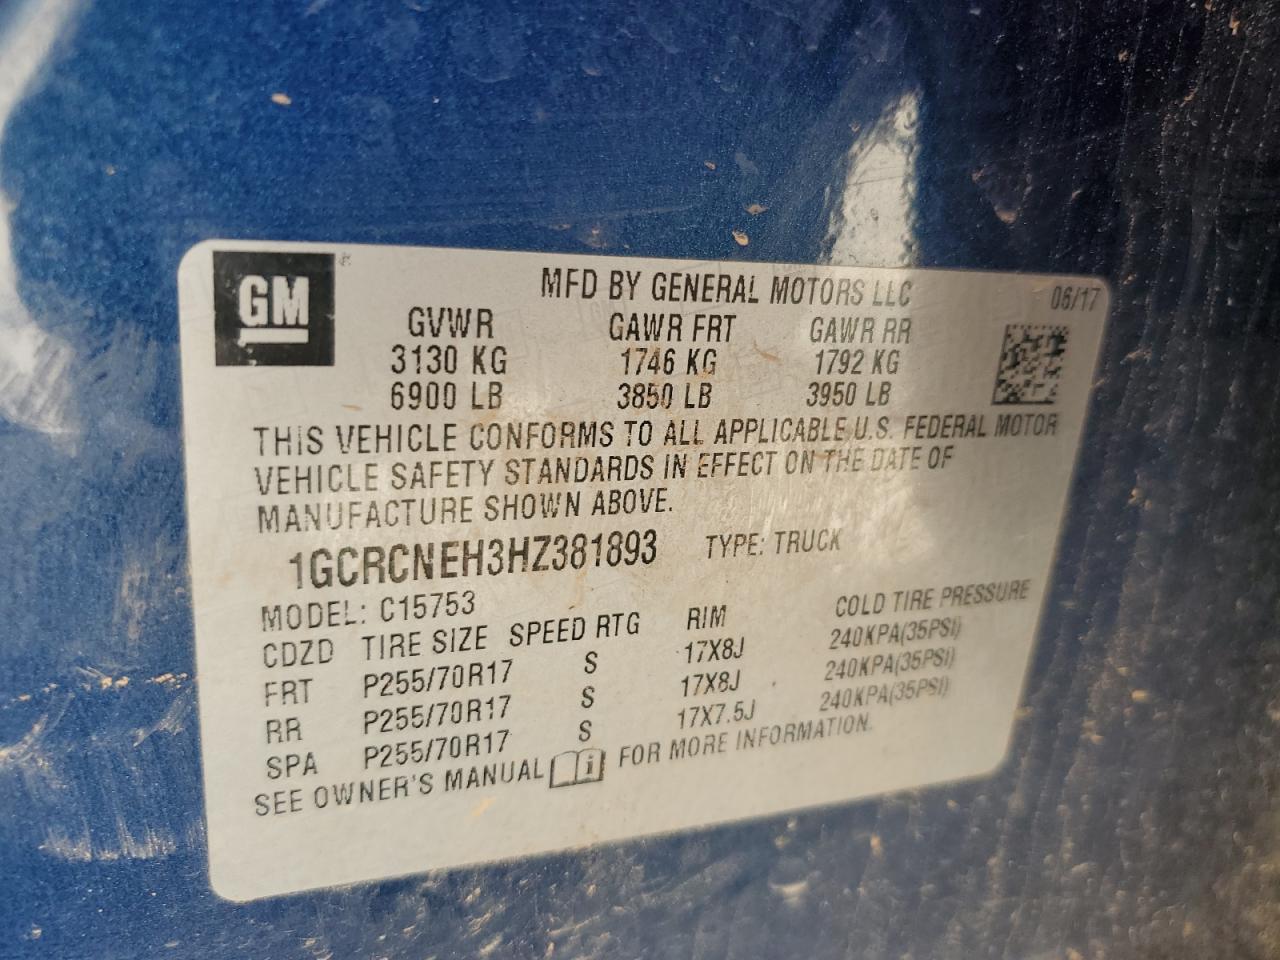 GM
MFD BY GENERAL MOTORS LLC 06/17
GVWR GAWR FRT GAWR RR
3130 KG 1746 KG 1792 KG
6900 LB 3850 LB 3950 LB
THIS VEHICLE CONFORMS TO ALL APPLICABLE U.S. FEDERAL MOTOR
VEHICLE SAFETY STANDARDS IN EFFECT ON THE DATE OF
MANUFACTURE SHOWN ABOVE.
1GCRCNEH3HZ381893 TYPE: TRUCK
MODEL: C15753
CDZD TIRE SIZE SPEED RTG RIM COLD TIRE PRESSURE
FRT P255/70R17 S 17X8J 240KPA(35PSI)
RR P255/70R17 S 17X8J 240KPA(35PSI)
SPA P255/70R17 S 17X7.5J 240KPA(35PSI)
SEE OWNER'S MANUAL i FOR MORE INFORMATION.